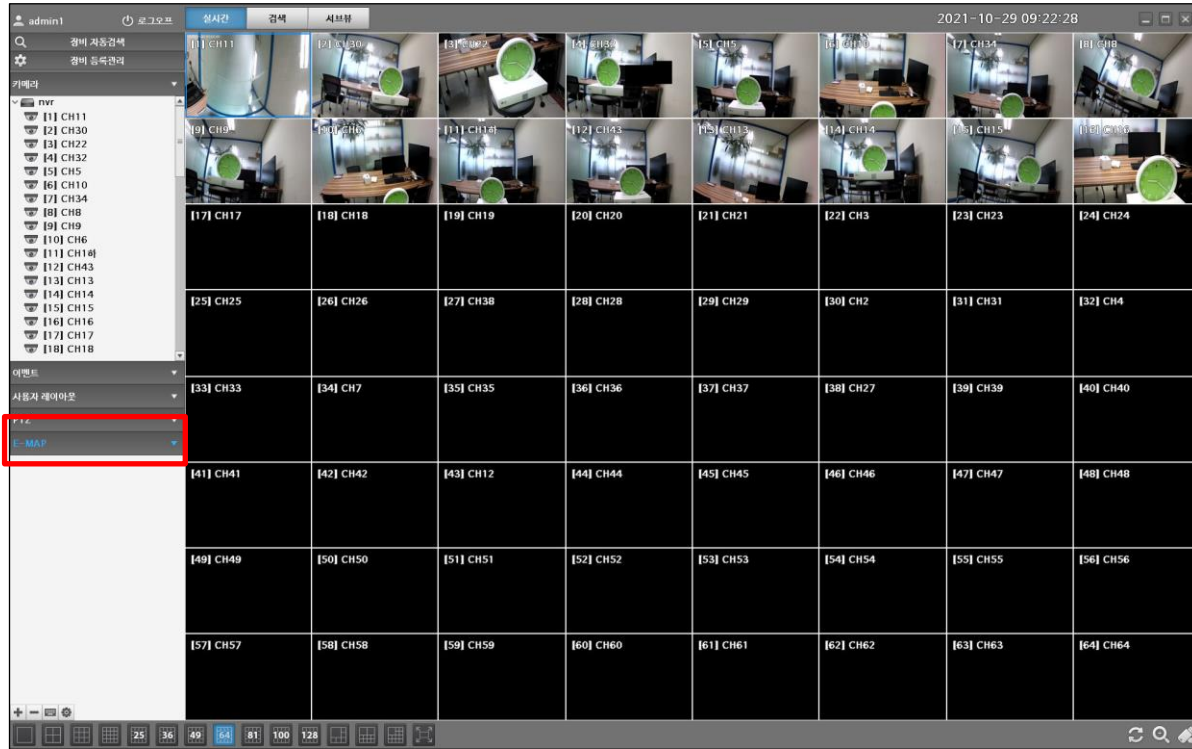 admin1
로그오프
실시간
검색
서브뷰
2021-10-29 09:22:28
장비 자동검색
장비 등록관리
카메라
nvr
[1] CH11
[2] CH30
[3] CH22
[4] CH32
[5] CH5
[6] CH10
[7] CH34
[8] CH8
[9] CH9
[10] CH6
[11] CH1하
[12] CH43
[13] CH13
[14] CH14
[15] CH15
[16] CH16
[17] CH17
[18] CH18
이벤트
사용자 레이아웃
PTZ
E-MAP
[1] CH11
[2] CH30
[3] CH22
[4] CH32
[5] CH5
[6] CH10
[7] CH34
[8] CH8
[9] CH9
[10] CH6
[11] CH1하
[12] CH43
[13] CH13
[14] CH14
[15] CH15
[16] CH16
[17] CH17
[18] CH18
[19] CH19
[20] CH20
[21] CH21
[22] CH3
[23] CH23
[24] CH24
[25] CH25
[26] CH26
[27] CH38
[28] CH28
[29] CH29
[30] CH2
[31] CH31
[32] CH4
[33] CH33
[34] CH7
[35] CH35
[36] CH36
[37] CH37
[38] CH27
[39] CH39
[40] CH40
[41] CH41
[42] CH42
[43] CH12
[44] CH44
[45] CH45
[46] CH46
[47] CH47
[48] CH48
[49] CH49
[50] CH50
[51] CH51
[52] CH52
[53] CH53
[54] CH54
[55] CH55
[56] CH56
[57] CH57
[58] CH58
[59] CH59
[60] CH60
[61] CH61
[62] CH62
[63] CH63
[64] CH64
25
36
49
64
81
100
128